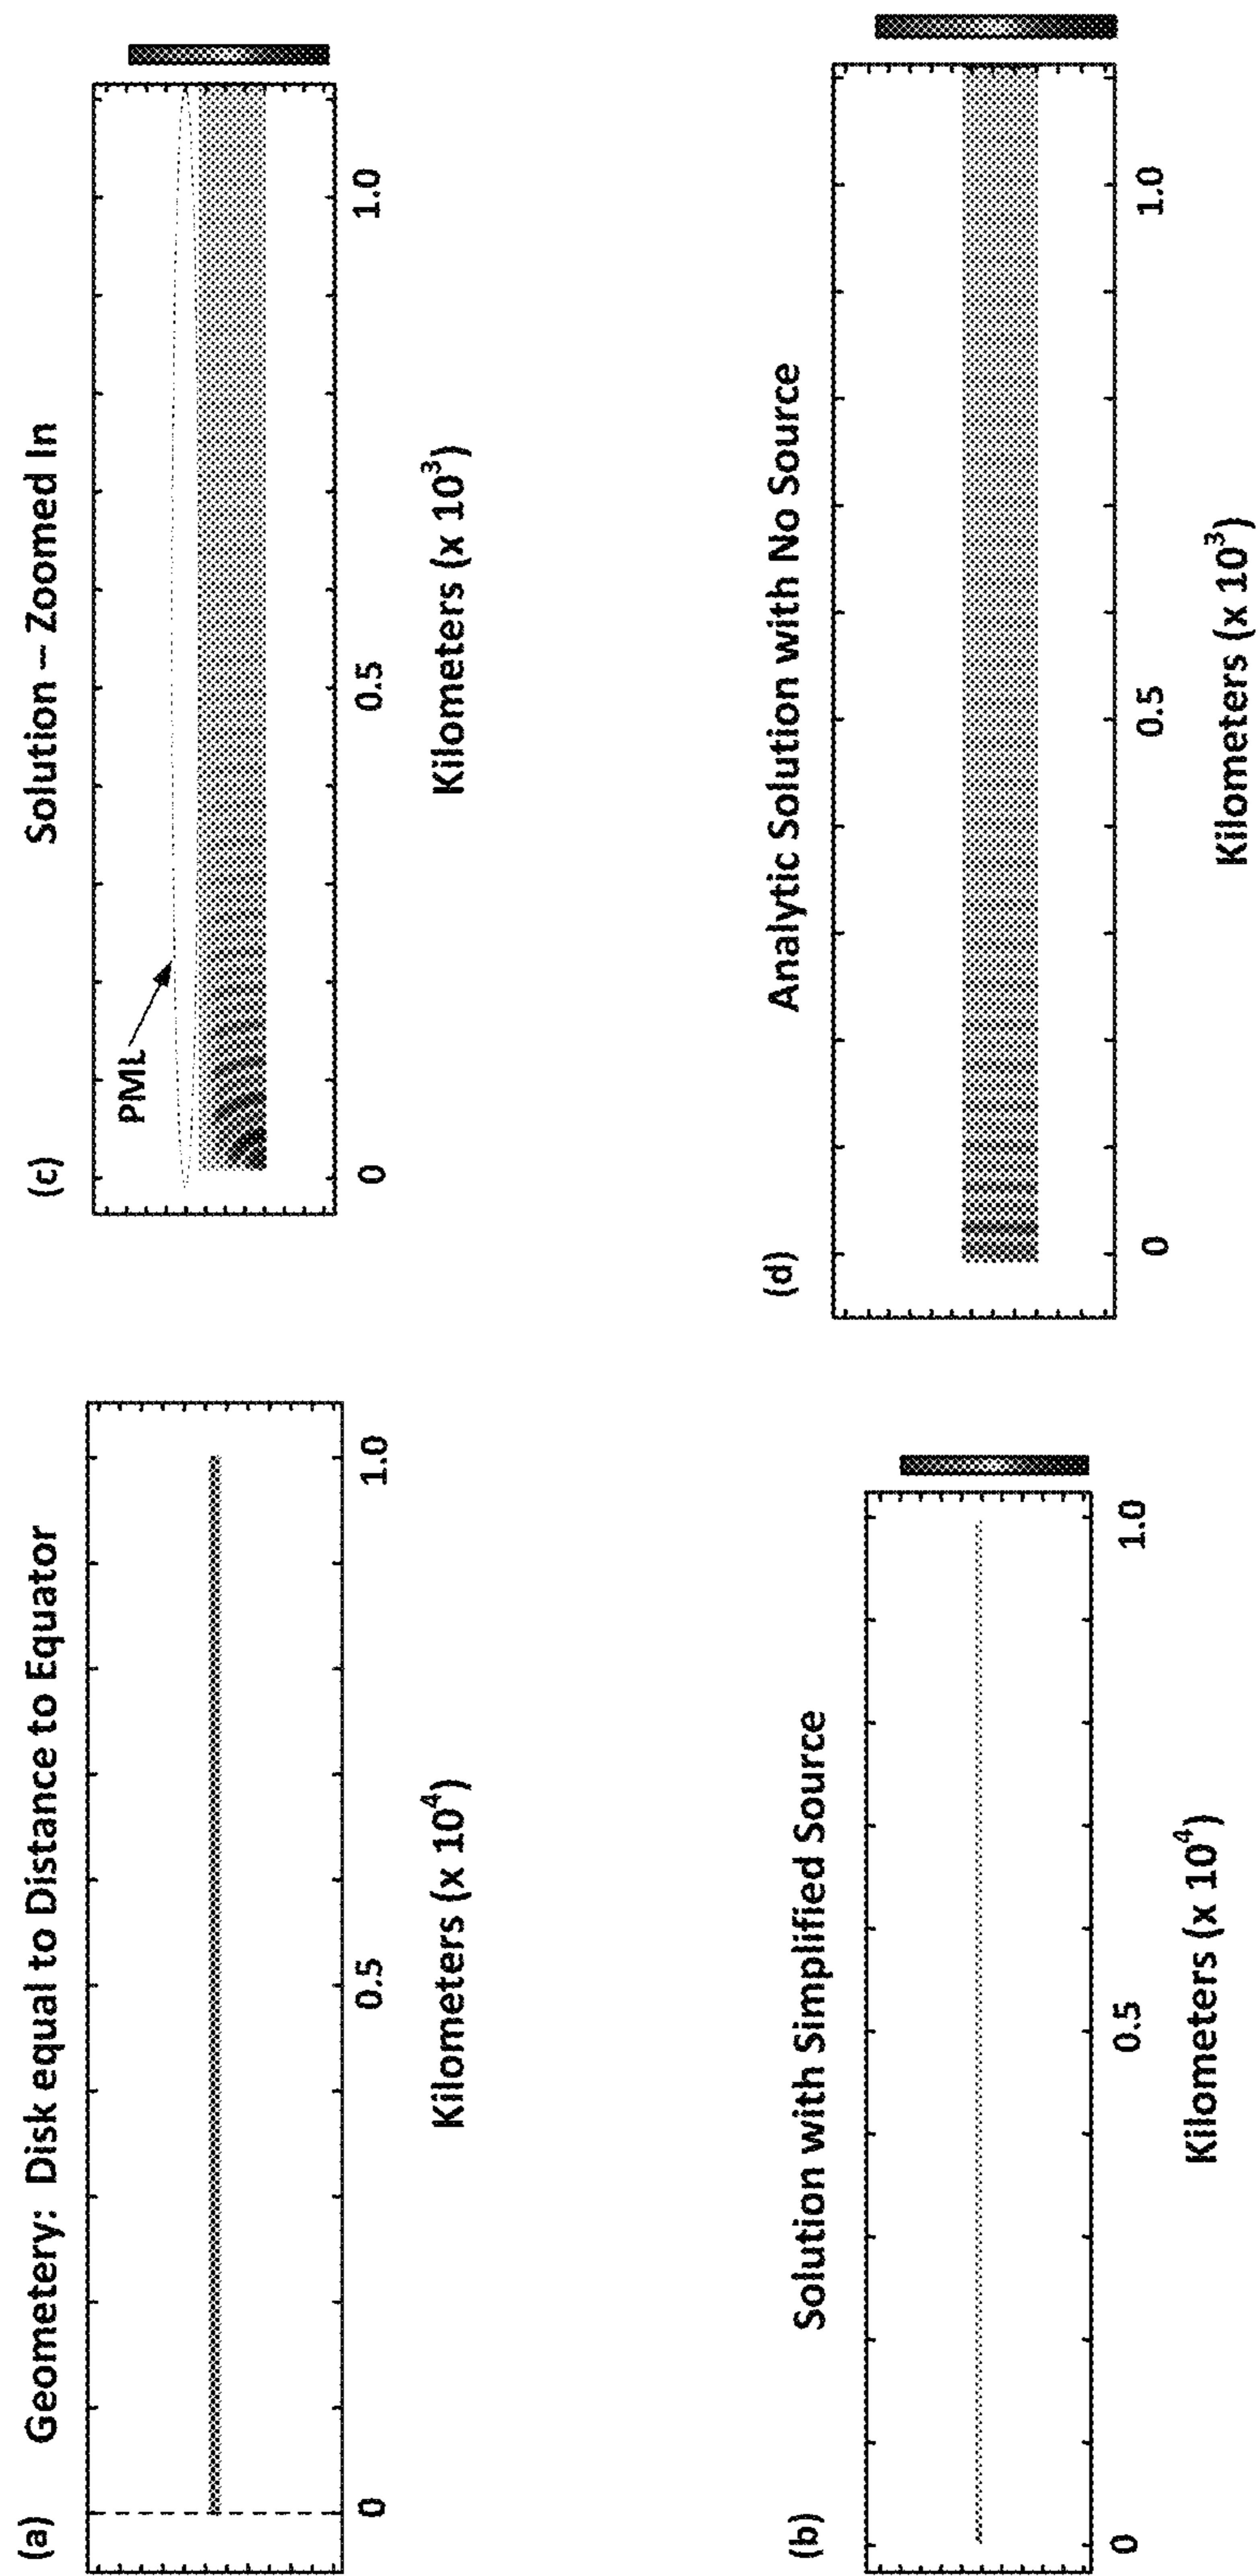 (a) Geometery: Disk equal to Distance to Equator
0 0.5 1.0
Kilometers (x 10⁴)
(b) Solution with Simplified Source
0 0.5 1.0
Kilometers (x 10⁴)
(c) Solution – Zoomed In
PML
0 0.5 1.0
Kilometers (x 10³)
(d) Analytic Solution with No Source
0 0.5 1.0
Kilometers (x 10³)